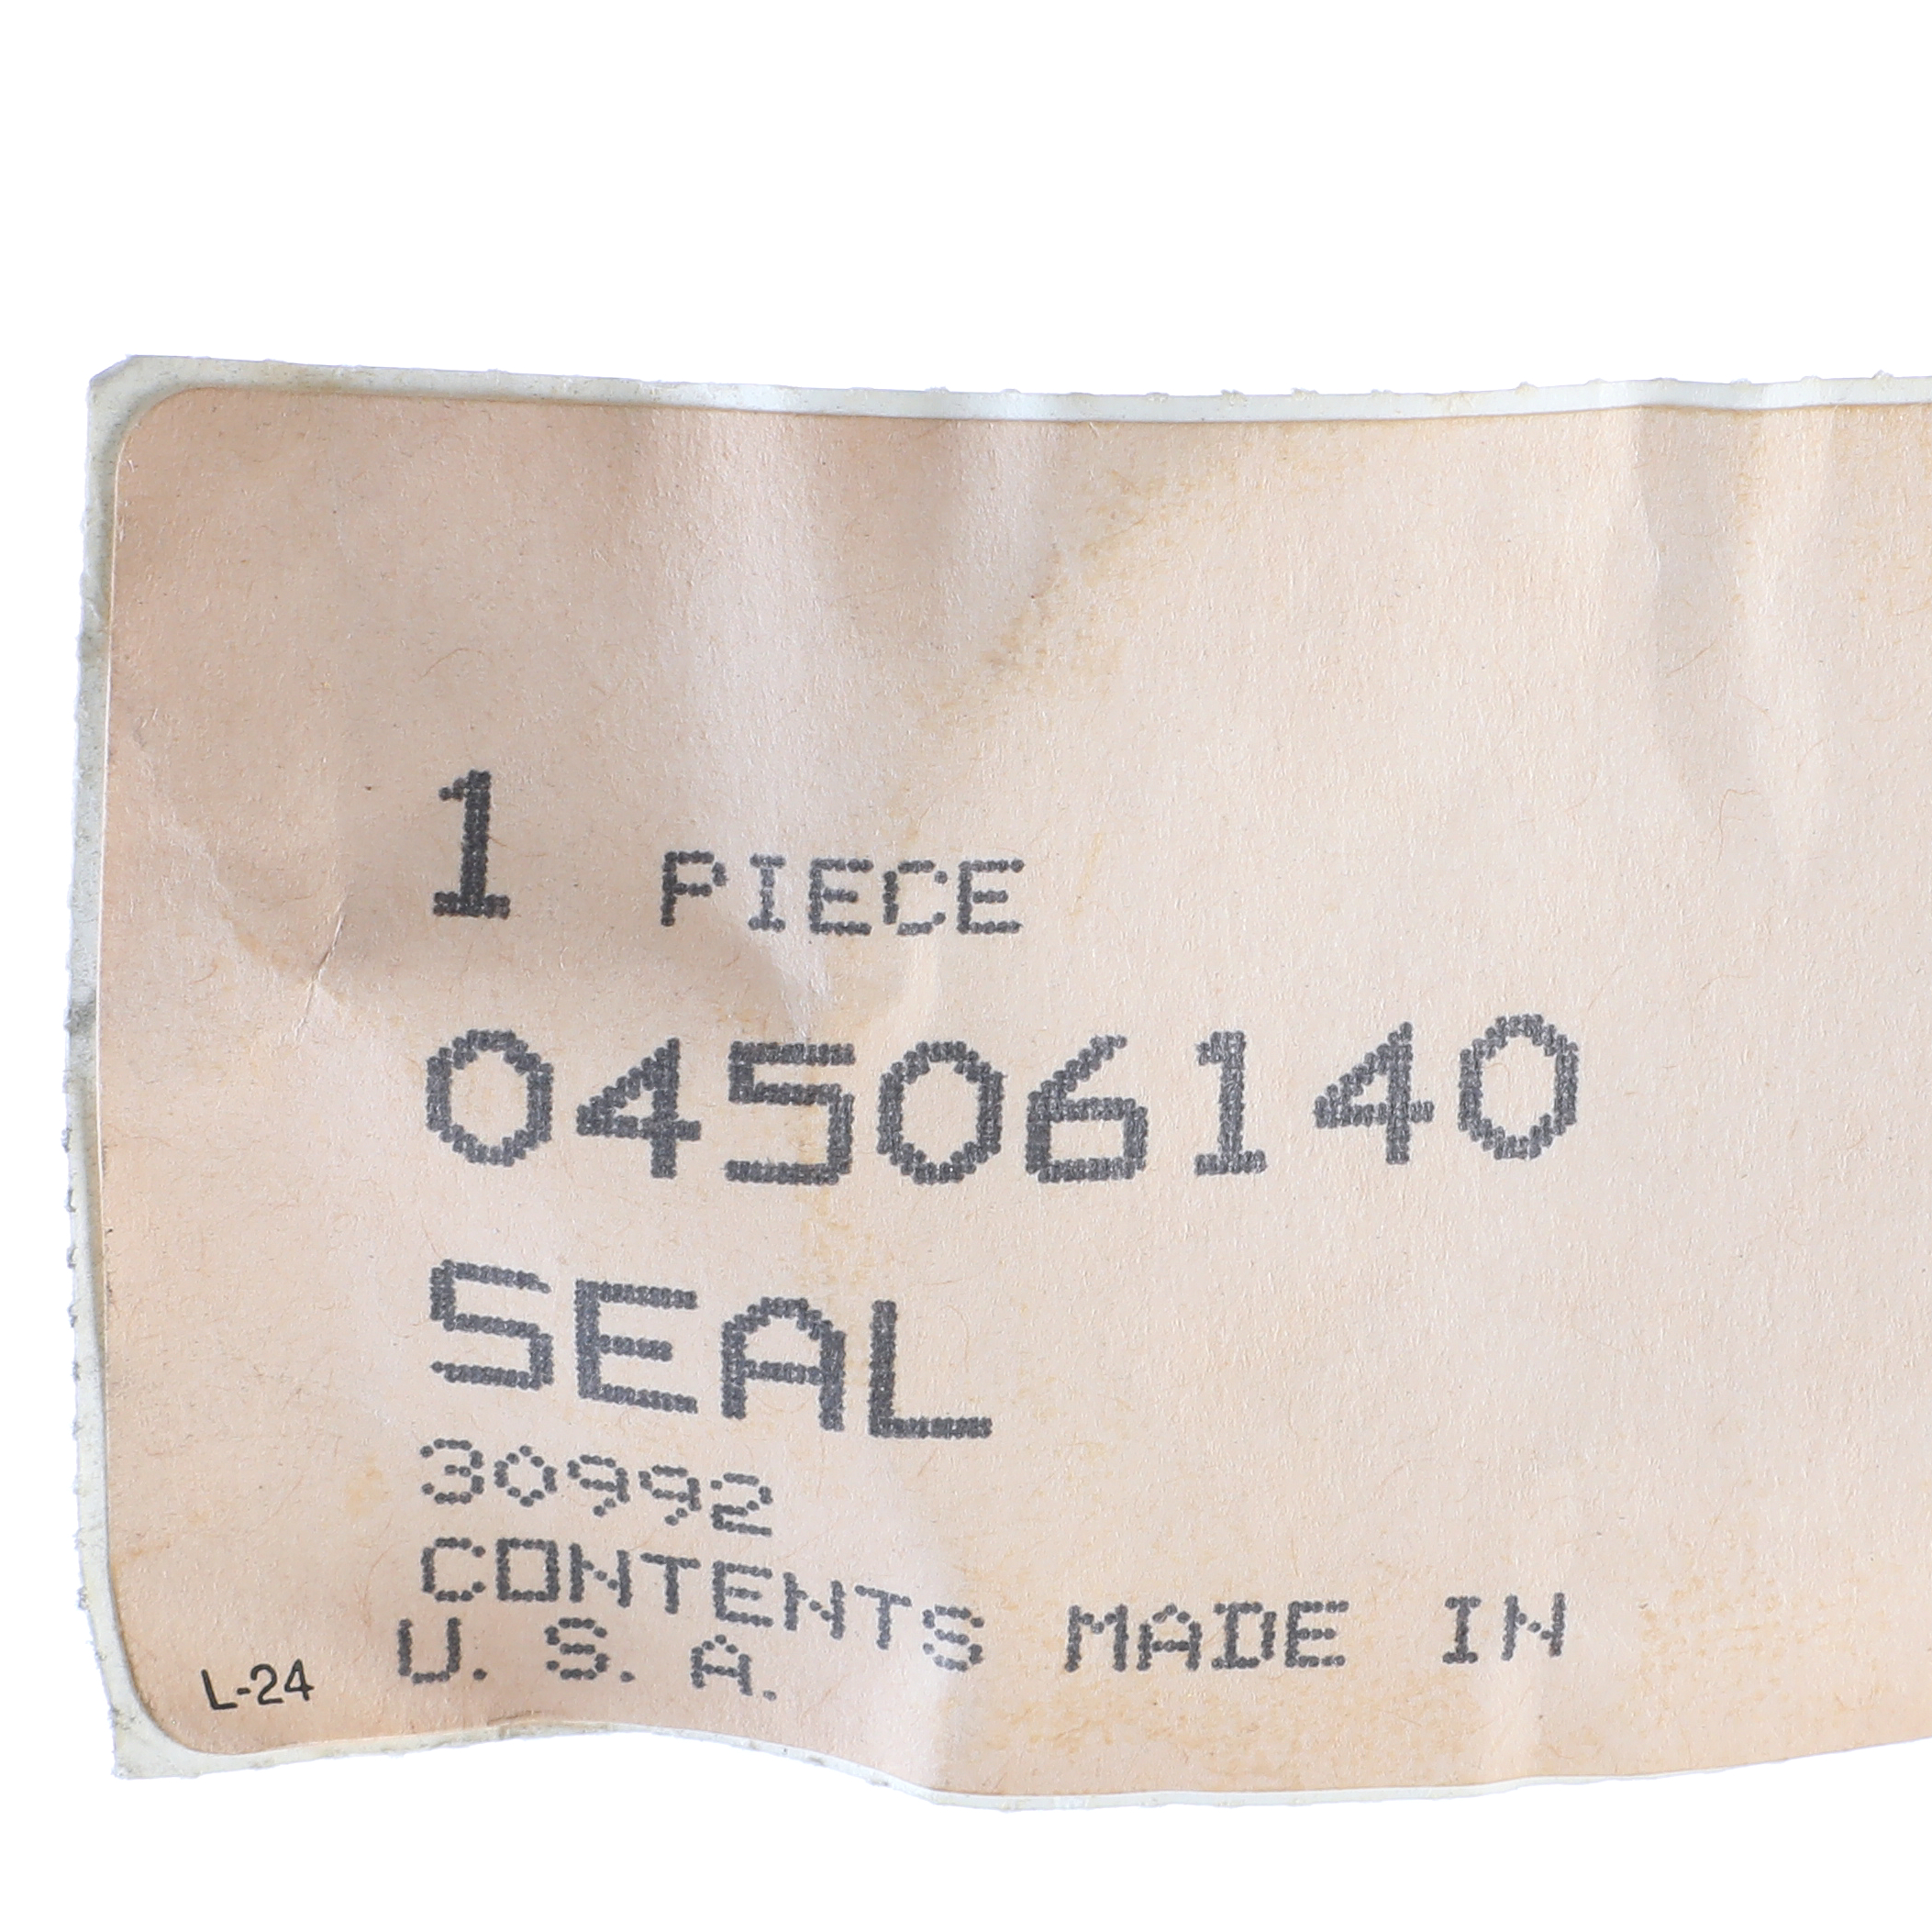 1 PIECE
04506140
SEAL
30992
CONTENTS MADE IN
U. S. A.
L-24